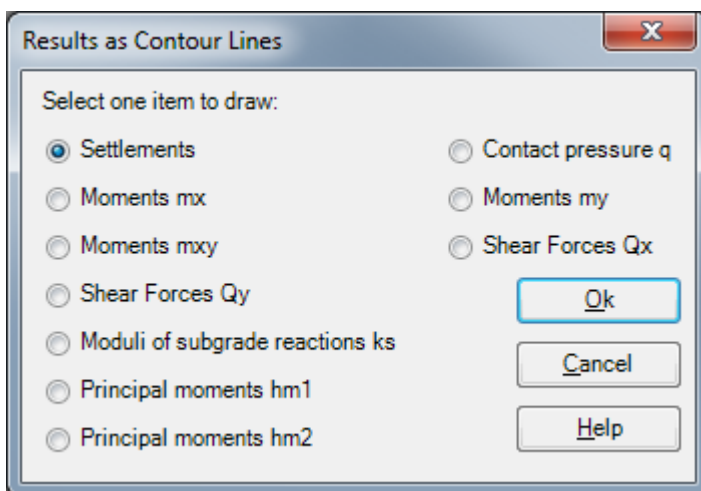 Results as Contour Lines
Select one item to draw:
Settlements
Contact pressure q
Moments mx
Moments my
Moments mxy
Shear Forces Qx
Shear Forces Qy
Ok
Moduli of subgrade reactions ks
Cancel
Principal moments hm1
Principal moments hm2
Help